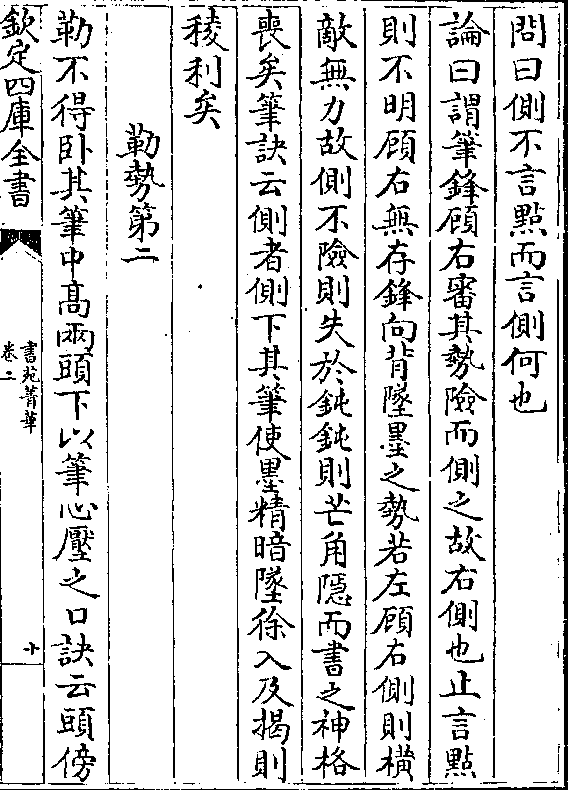 問曰側不言㸃而言側何也
論曰謂筆鋒顧右審其勢險而側之故右側也止言㸃
則不明顧右無存鋒向背墜墨之勢若左顧右側則横
敵無力故側不險則失於鈍鈍則芒角隱而書之神格
喪矣筆訣云側者側下其筆使墨精暗墜徐入及揭則
稜利矣
勒勢第二
勒不得卧其筆中髙兩頭下以筆心壓之口訣云頭傍
欽定四庫全書
書苑菁華
卷二
十